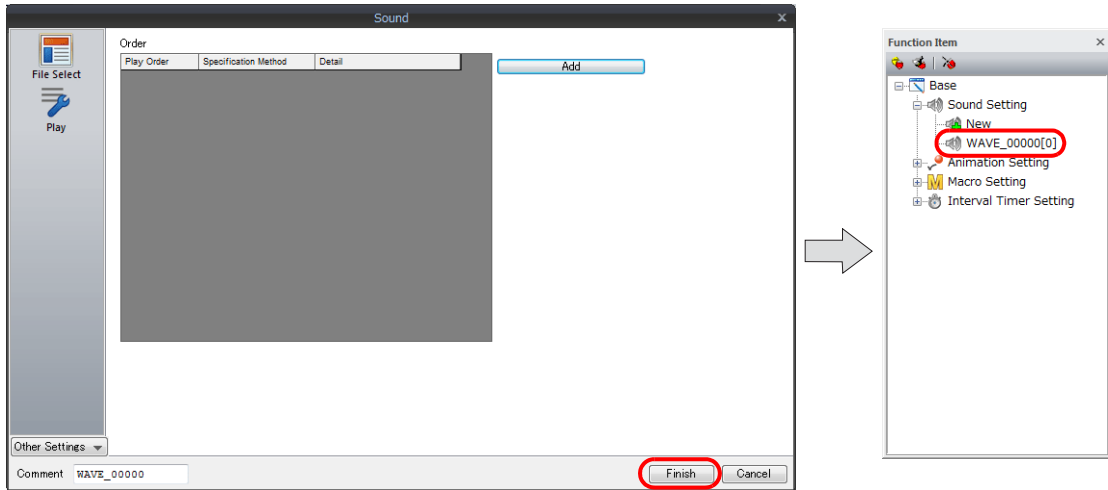 Sound
x
File Select
Play
Order
Play Order Specification Method Detail
Add
Other Settings
Comment WAVE_00000
Finish Cancel
Function Item
×
Base
Sound Setting
New
WAVE_00000[0]
Animation Setting
Macro Setting
Interval Timer Setting